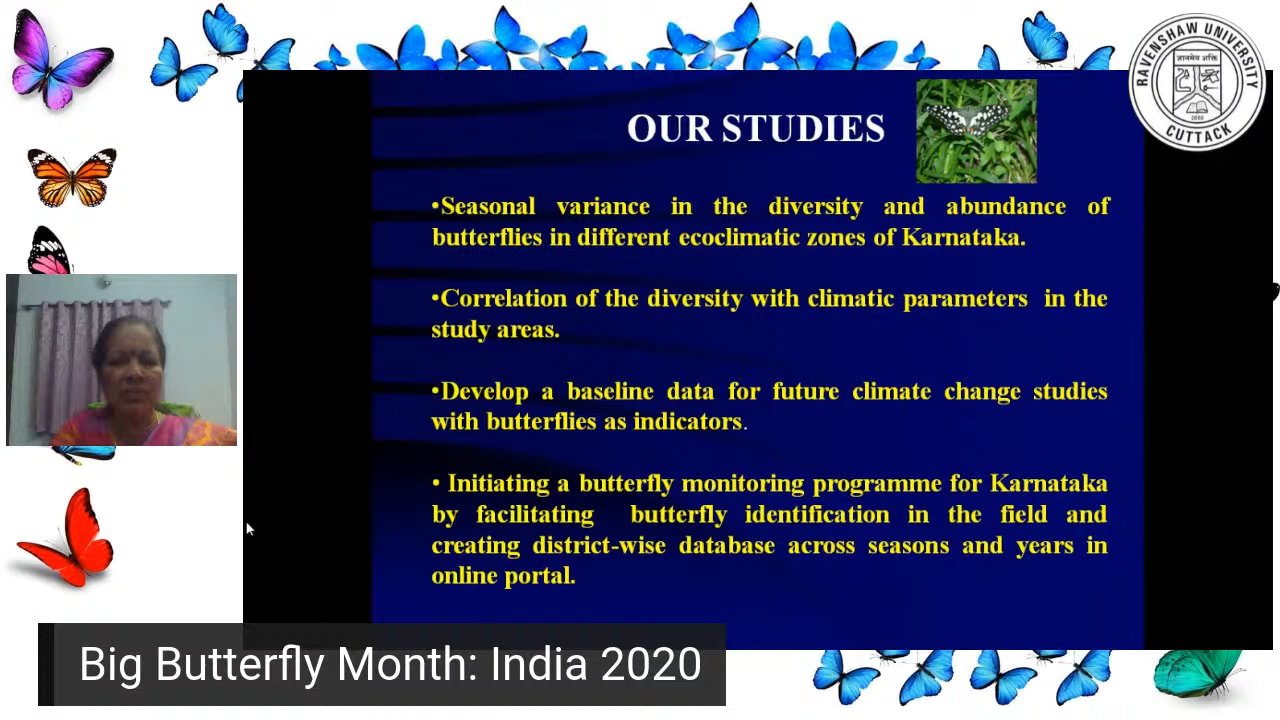 RAVENSHAW UNIVERSITY
CUTTACK
OUR STUDIES
•Seasonal variance in the diversity and abundance of
butterflies in different ecoclimatic zones of Karnataka.
•Correlation of the diversity with climatic parameters in the
study areas.
•Develop a baseline data for future climate change studies
with butterflies as indicators.
• Initiating a butterfly monitoring programme for Karnataka
by facilitating butterfly identification in the field and
creating district-wise database across seasons and years in
online portal.
Big Butterfly Month: India 2020